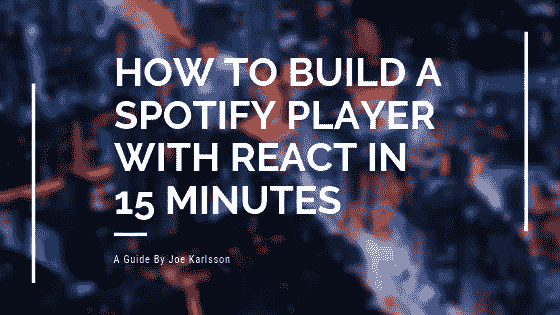 HOW TO BUILD A
SPOTIFY PLAYER
WITH REACT IN
15 MINUTES
A Guide By Joe Karlsson